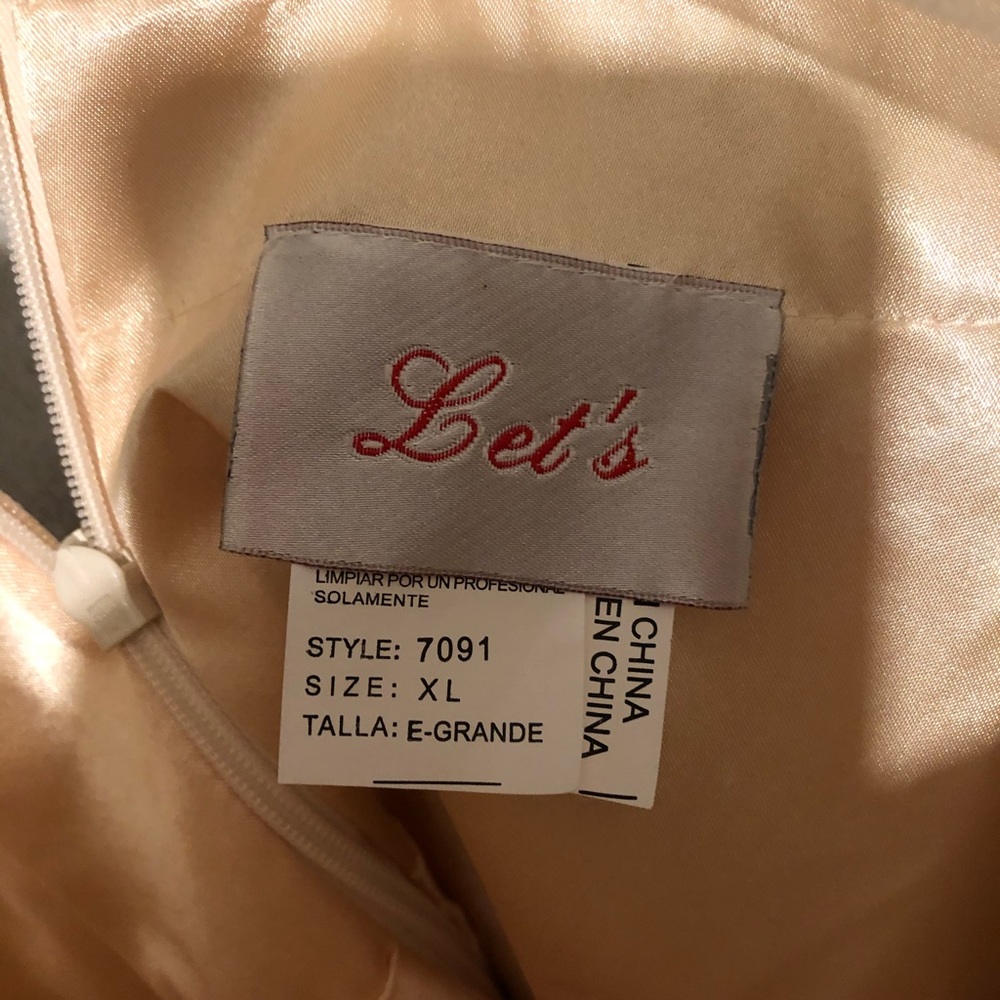 Let's
LIMPIAR POR UN PROFESIONAL
SOLAMENTE
STYLE: 7091
SIZE: XL
TALLA: E-GRANDE
CHINA
EN CHINA